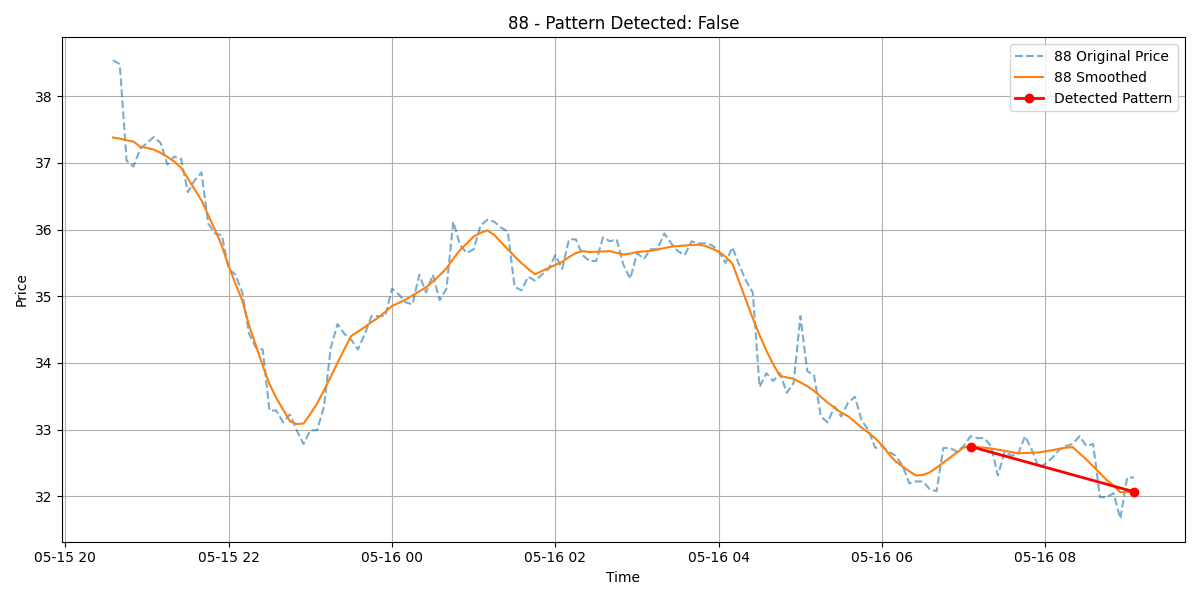 88 - Pattern Detected: False
88 Original Price
88 Smoothed
Detected Pattern
Price
38
37
36
35
34
33
32
05-15 20
05-15 22
05-16 00
05-16 02
05-16 04
05-16 06
05-16 08
Time